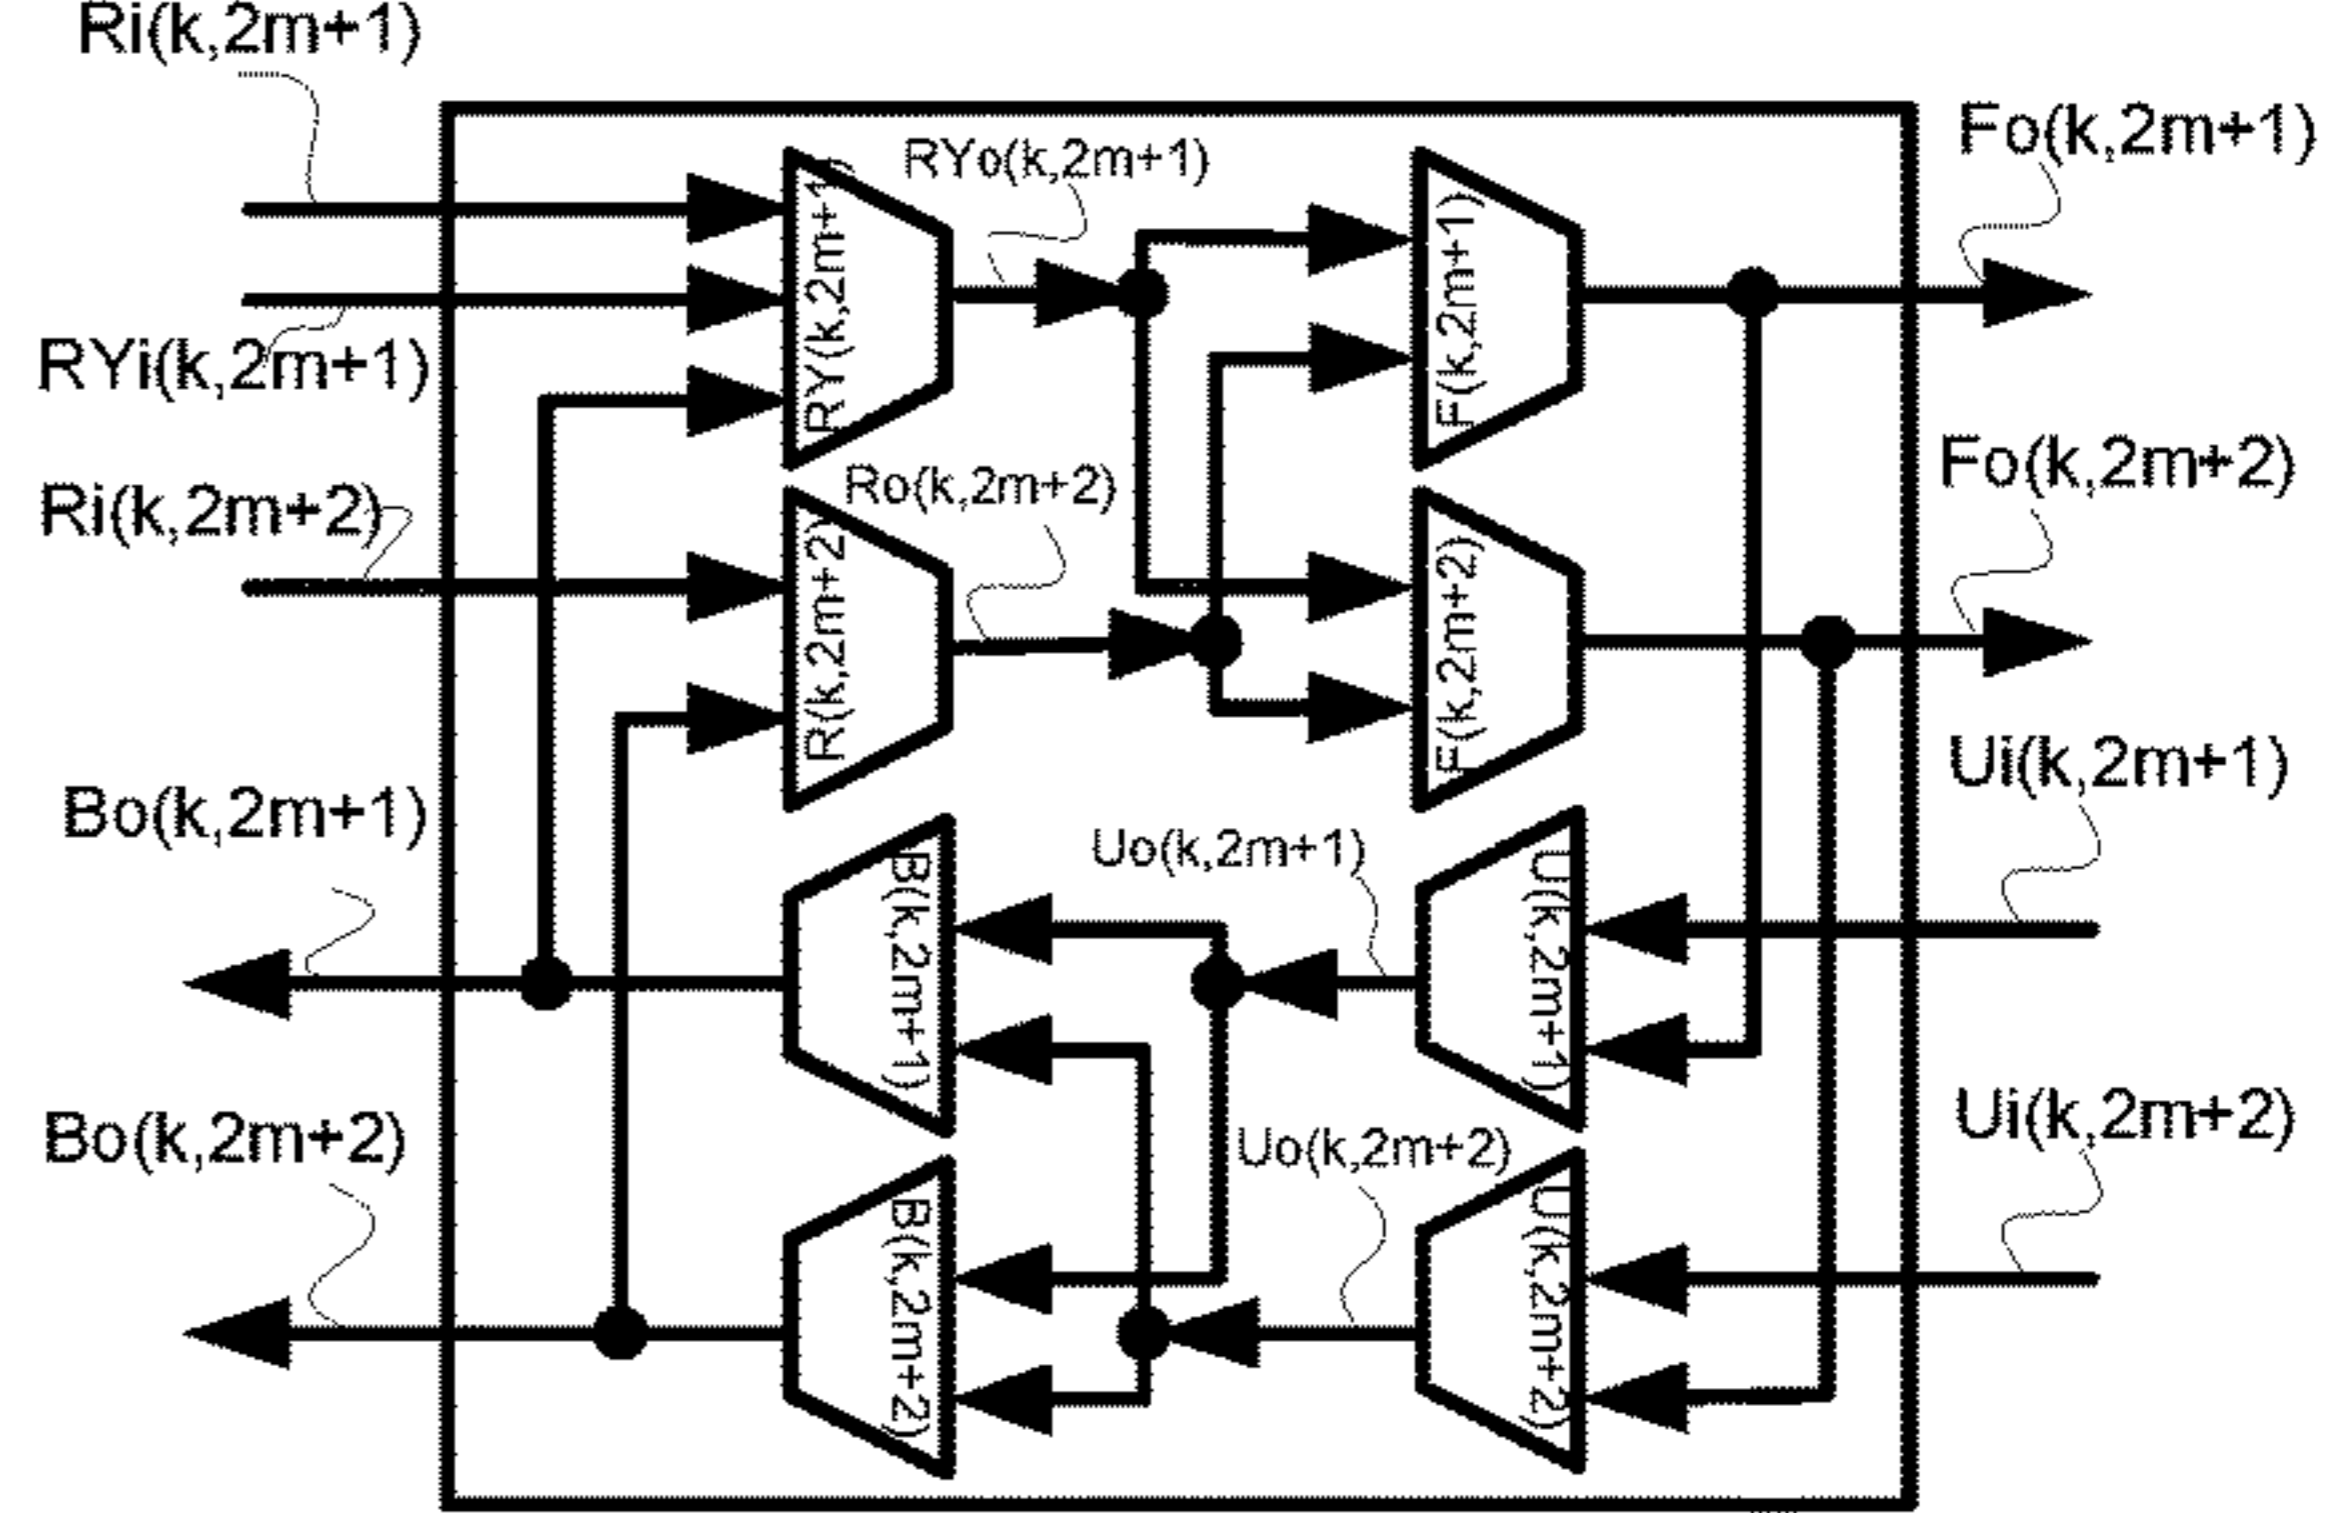 Ri(k,2m+1)
Fo(k,2m+1)
RYo(k,2m+1)
RY(k,2m+1)
F(k,2m+1)
RYi(k,2m+1)
Ro(k,2m+2)
Fo(k,2m+2)
Ri(k,2m+2)
R(k,2m+2)
F(k,2m+2)
Ui(k,2m+1)
Bo(k,2m+1)
Uo(k,2m+1)
B(k,2m+1)
U(k,2m+1)
Bo(k,2m+2)
Uo(k,2m+2)
Ui(k,2m+2)
B(k,2m+2)
U(k,2m+2)